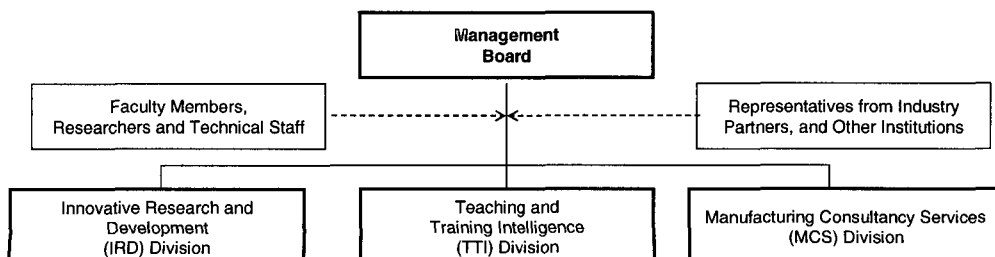 Management
Board
Faculty Members,
Researchers and Technical Staff
Representatives from Industry
Partners, and Other Institutions
Innovative Research and
Development
(IRD) Division
Teaching and
Training Intelligence
(TTI) Division
Manufacturing Consultancy Services
(MCS) Division